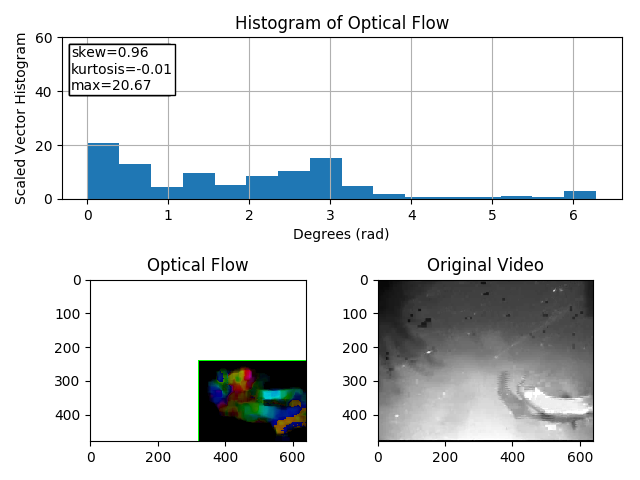 Histogram of Optical Flow
60
40
20
0
Scaled Vector Histogram
skew=0.96
kurtosis=-0.01
max=20.67
0 1 2 3 4 5 6
Degrees (rad)
Optical Flow
0
100
200
300
400
0 200 400 600
Original Video
0
100
200
300
400
0 200 400 600